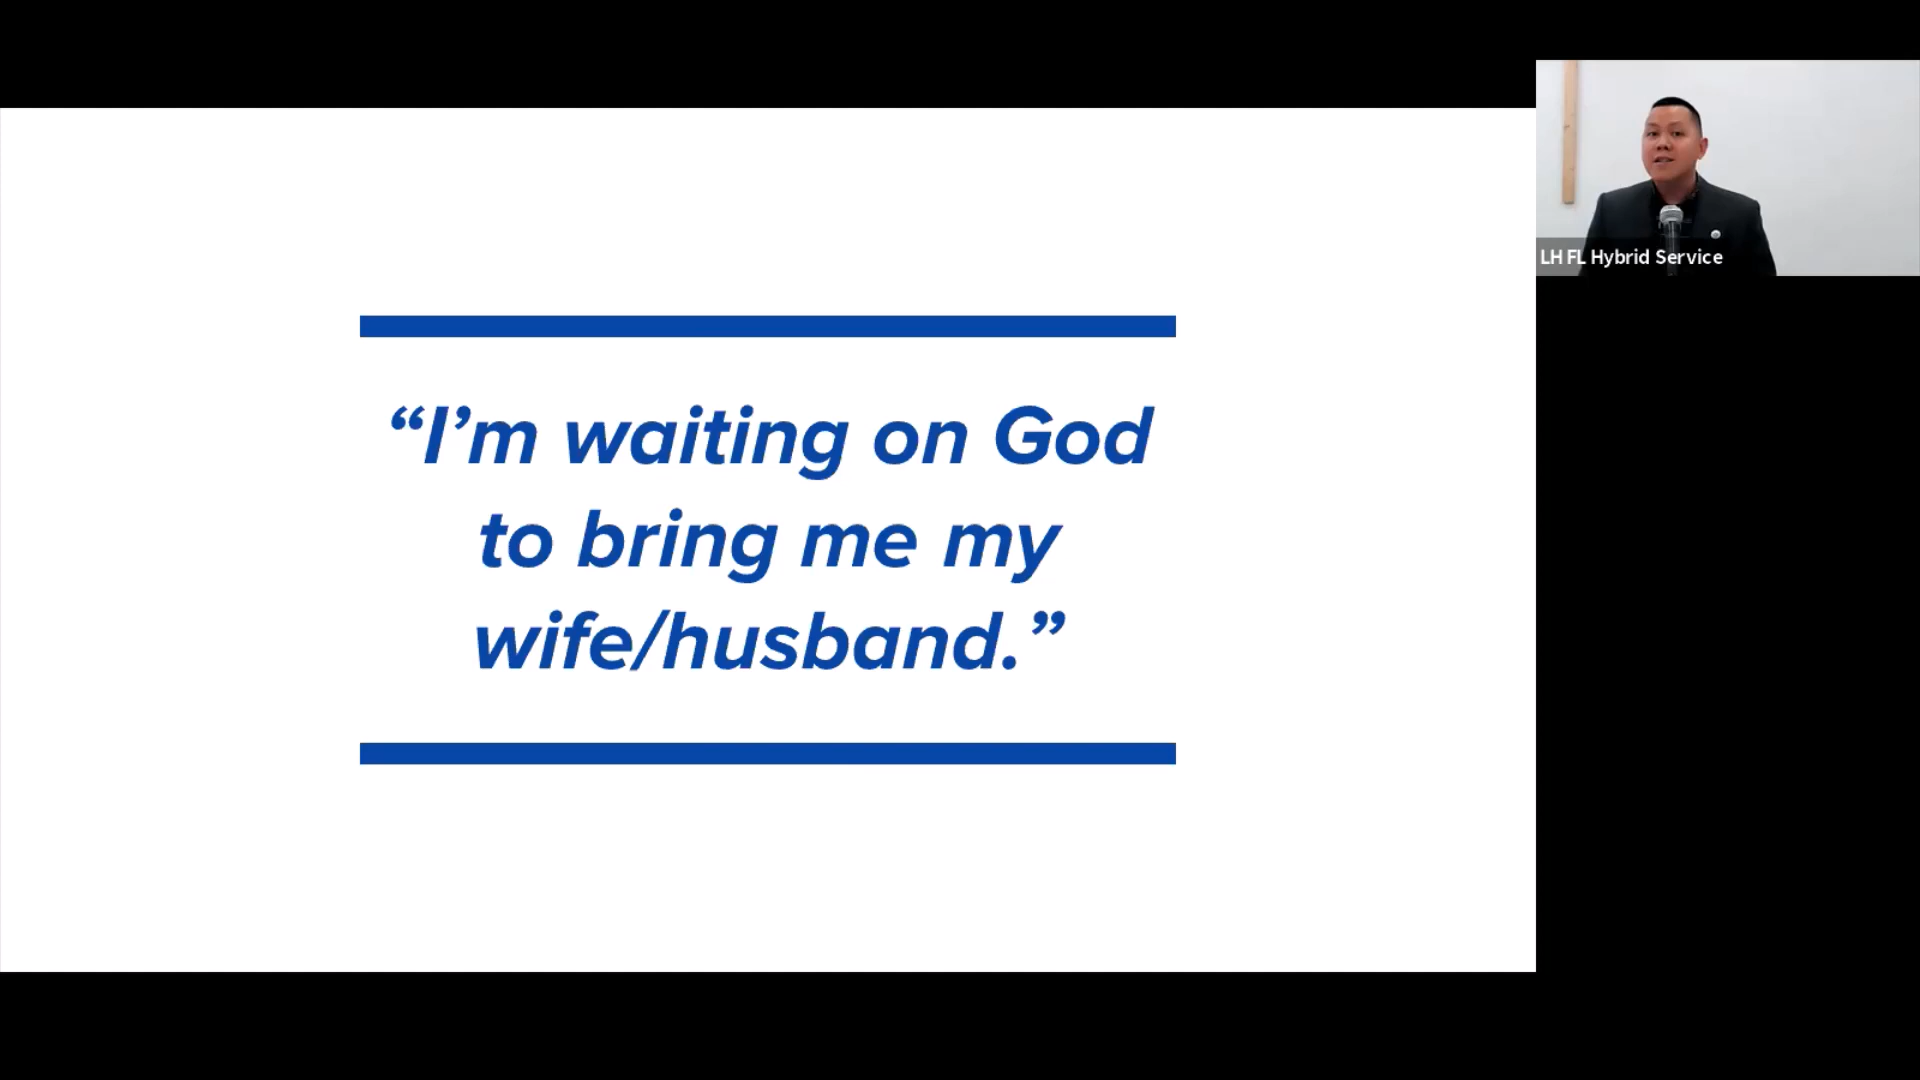 “I’m waiting on God
to bring me my
wife/husband.”
LH FL Hybrid Service